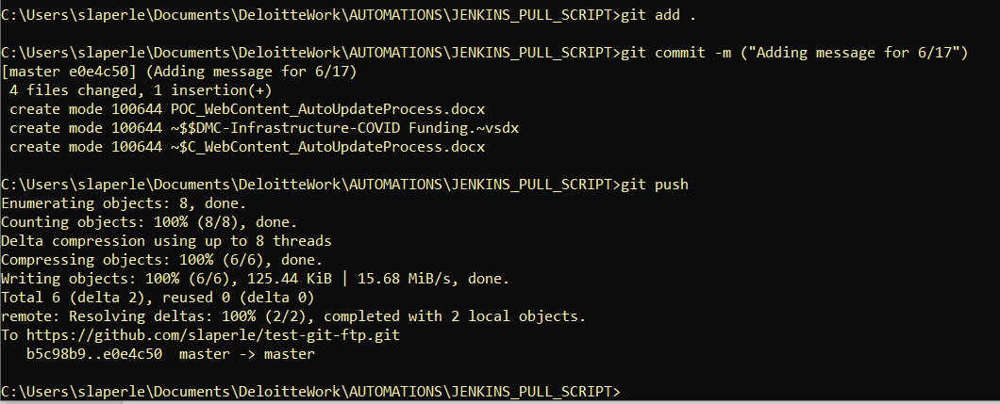 C:\Users\slaperle\Documents\DeloitteWork\AUTOMATIONS\JENKINS_PULL_SCRIPT>git add .
C:\Users\slaperle\Documents\DeloitteWork\AUTOMATIONS\JENKINS_PULL_SCRIPT>git commit -m ("Adding message for 6/17")
[master e0e4c50] (Adding message for 6/17)
 4 files changed, 1 insertion(+)
 create mode 100644 POC_WebContent_AutoUpdateProcess.docx
 create mode 100644 ~$$DMC-Infrastructure-COVID Funding.~vsdx
 create mode 100644 ~$C_WebContent_AutoUpdateProcess.docx
C:\Users\slaperle\Documents\DeloitteWork\AUTOMATIONS\JENKINS_PULL_SCRIPT>git push
Enumerating objects: 8, done.
Counting objects: 100% (8/8), done.
Delta compression using up to 8 threads
Compressing objects: 100% (6/6), done.
Writing objects: 100% (6/6), 125.44 KiB | 15.68 MiB/s, done.
Total 6 (delta 2), reused 0 (delta 0)
remote: Resolving deltas: 100% (2/2), completed with 2 local objects.
To https://github.com/slaperle/test-git-ftp.git
   b5c98b9..e0e4c50  master -> master
C:\Users\slaperle\Documents\DeloitteWork\AUTOMATIONS\JENKINS_PULL_SCRIPT>